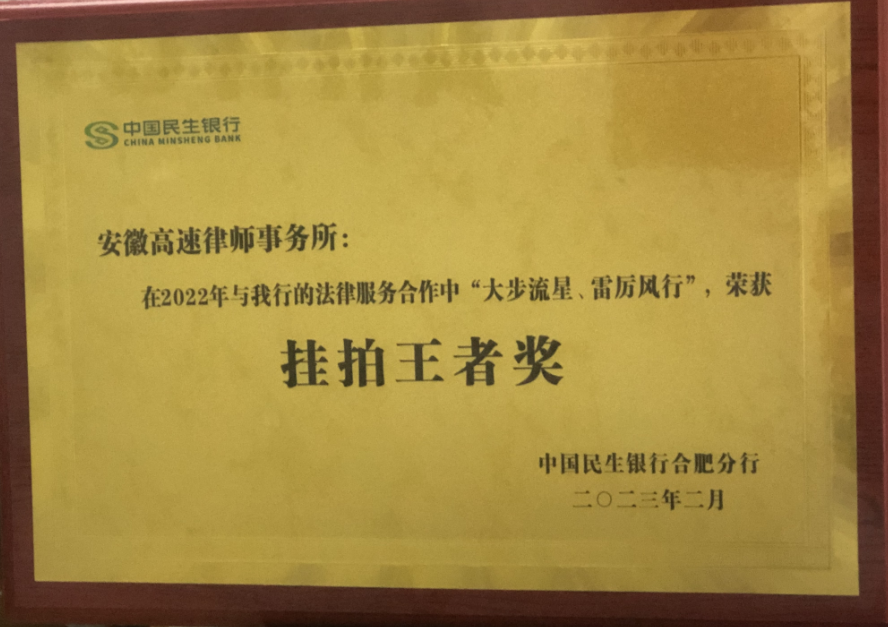 中国民生银行
CHINA MINSHENG BANK
安徽高速律师事务所：
在2022年与我行的法律服务合作中“大步流星、雷厉风行”，荣获
挂拍王者奖
中国民生银行合肥分行
二〇二三年二月